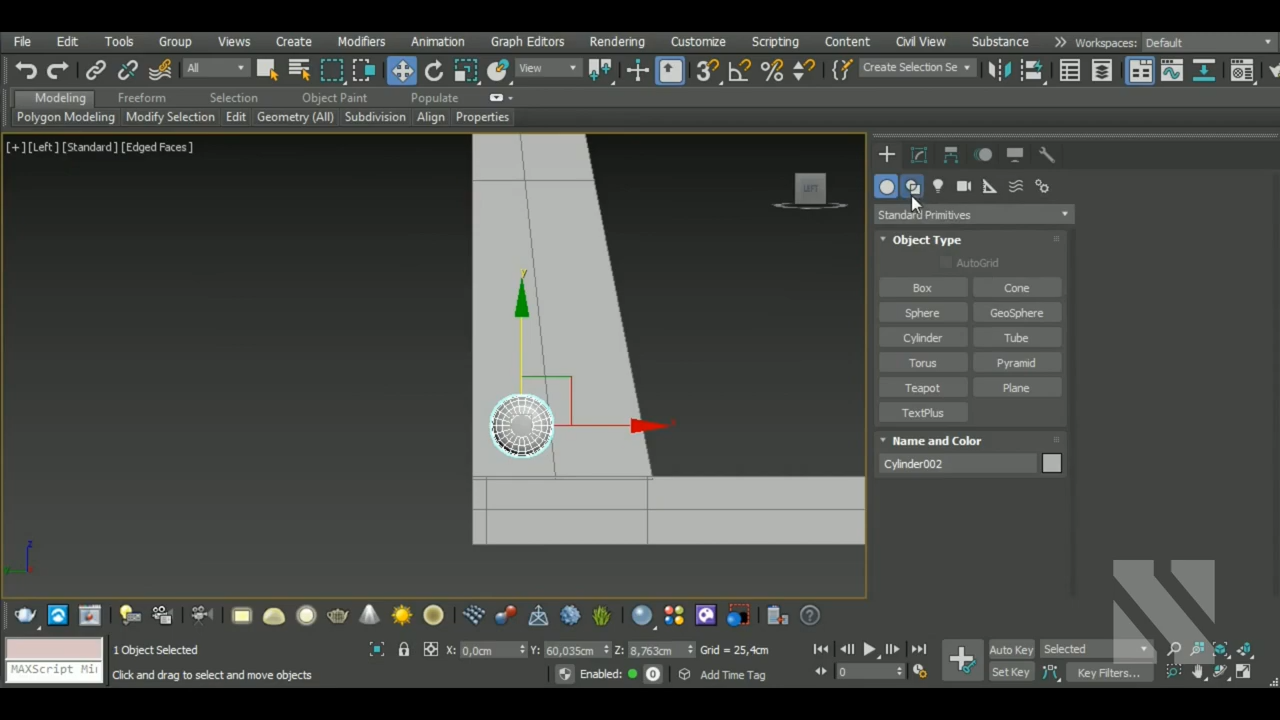 File Edit Tools Group Views Create Modifiers Animation Graph Editors Rendering Customize Scripting Content Civil View Substance Workspaces: Default
All View Create Selection Se
Modeling Freeform Selection Object Paint Populate
Polygon Modeling Modify Selection Edit Geometry (All) Subdivision Align Properties
[+] [Left] [Standard] [Edged Faces]
LEFT
Standard Primitives
Object Type
AutoGrid
Box Cone
Sphere GeoSphere
Cylinder Tube
Torus Pyramid
Teapot Plane
TextPlus
Name and Color
Cylinder002
y
x
z
1 Object Selected X: 0,0cm Y: 60,035cm Z: 8,763cm Grid = 25,4cm Auto Key Selected
MAXScript Mi
Click and drag to select and move objects Enabled: 0 Add Time Tag 0 Set Key Key Filters...